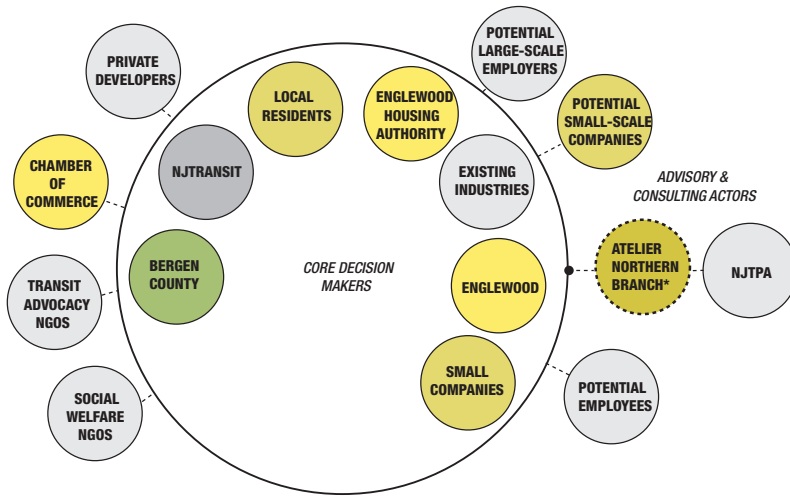 PRIVATE
DEVELOPERS
LOCAL
RESIDENTS
ENGLEWOOD
HOUSING
AUTHORITY
POTENTIAL
LARGE-SCALE
EMPLOYERS
POTENTIAL
SMALL-SCALE
COMPANIES
CHAMBER
OF
COMMERCE
NJTRANSIT
EXISTING
INDUSTRIES
ADVISORY &
CONSULTING ACTORS
TRANSIT
ADVOCACY
NGOS
BERGEN
COUNTY
CORE DECISION
MAKERS
ENGLEWOOD
ATELIER
NORTHERN
BRANCH*
NJTPA
SOCIAL
WELFARE
NGOS
SMALL
COMPANIES
POTENTIAL
EMPLOYEES